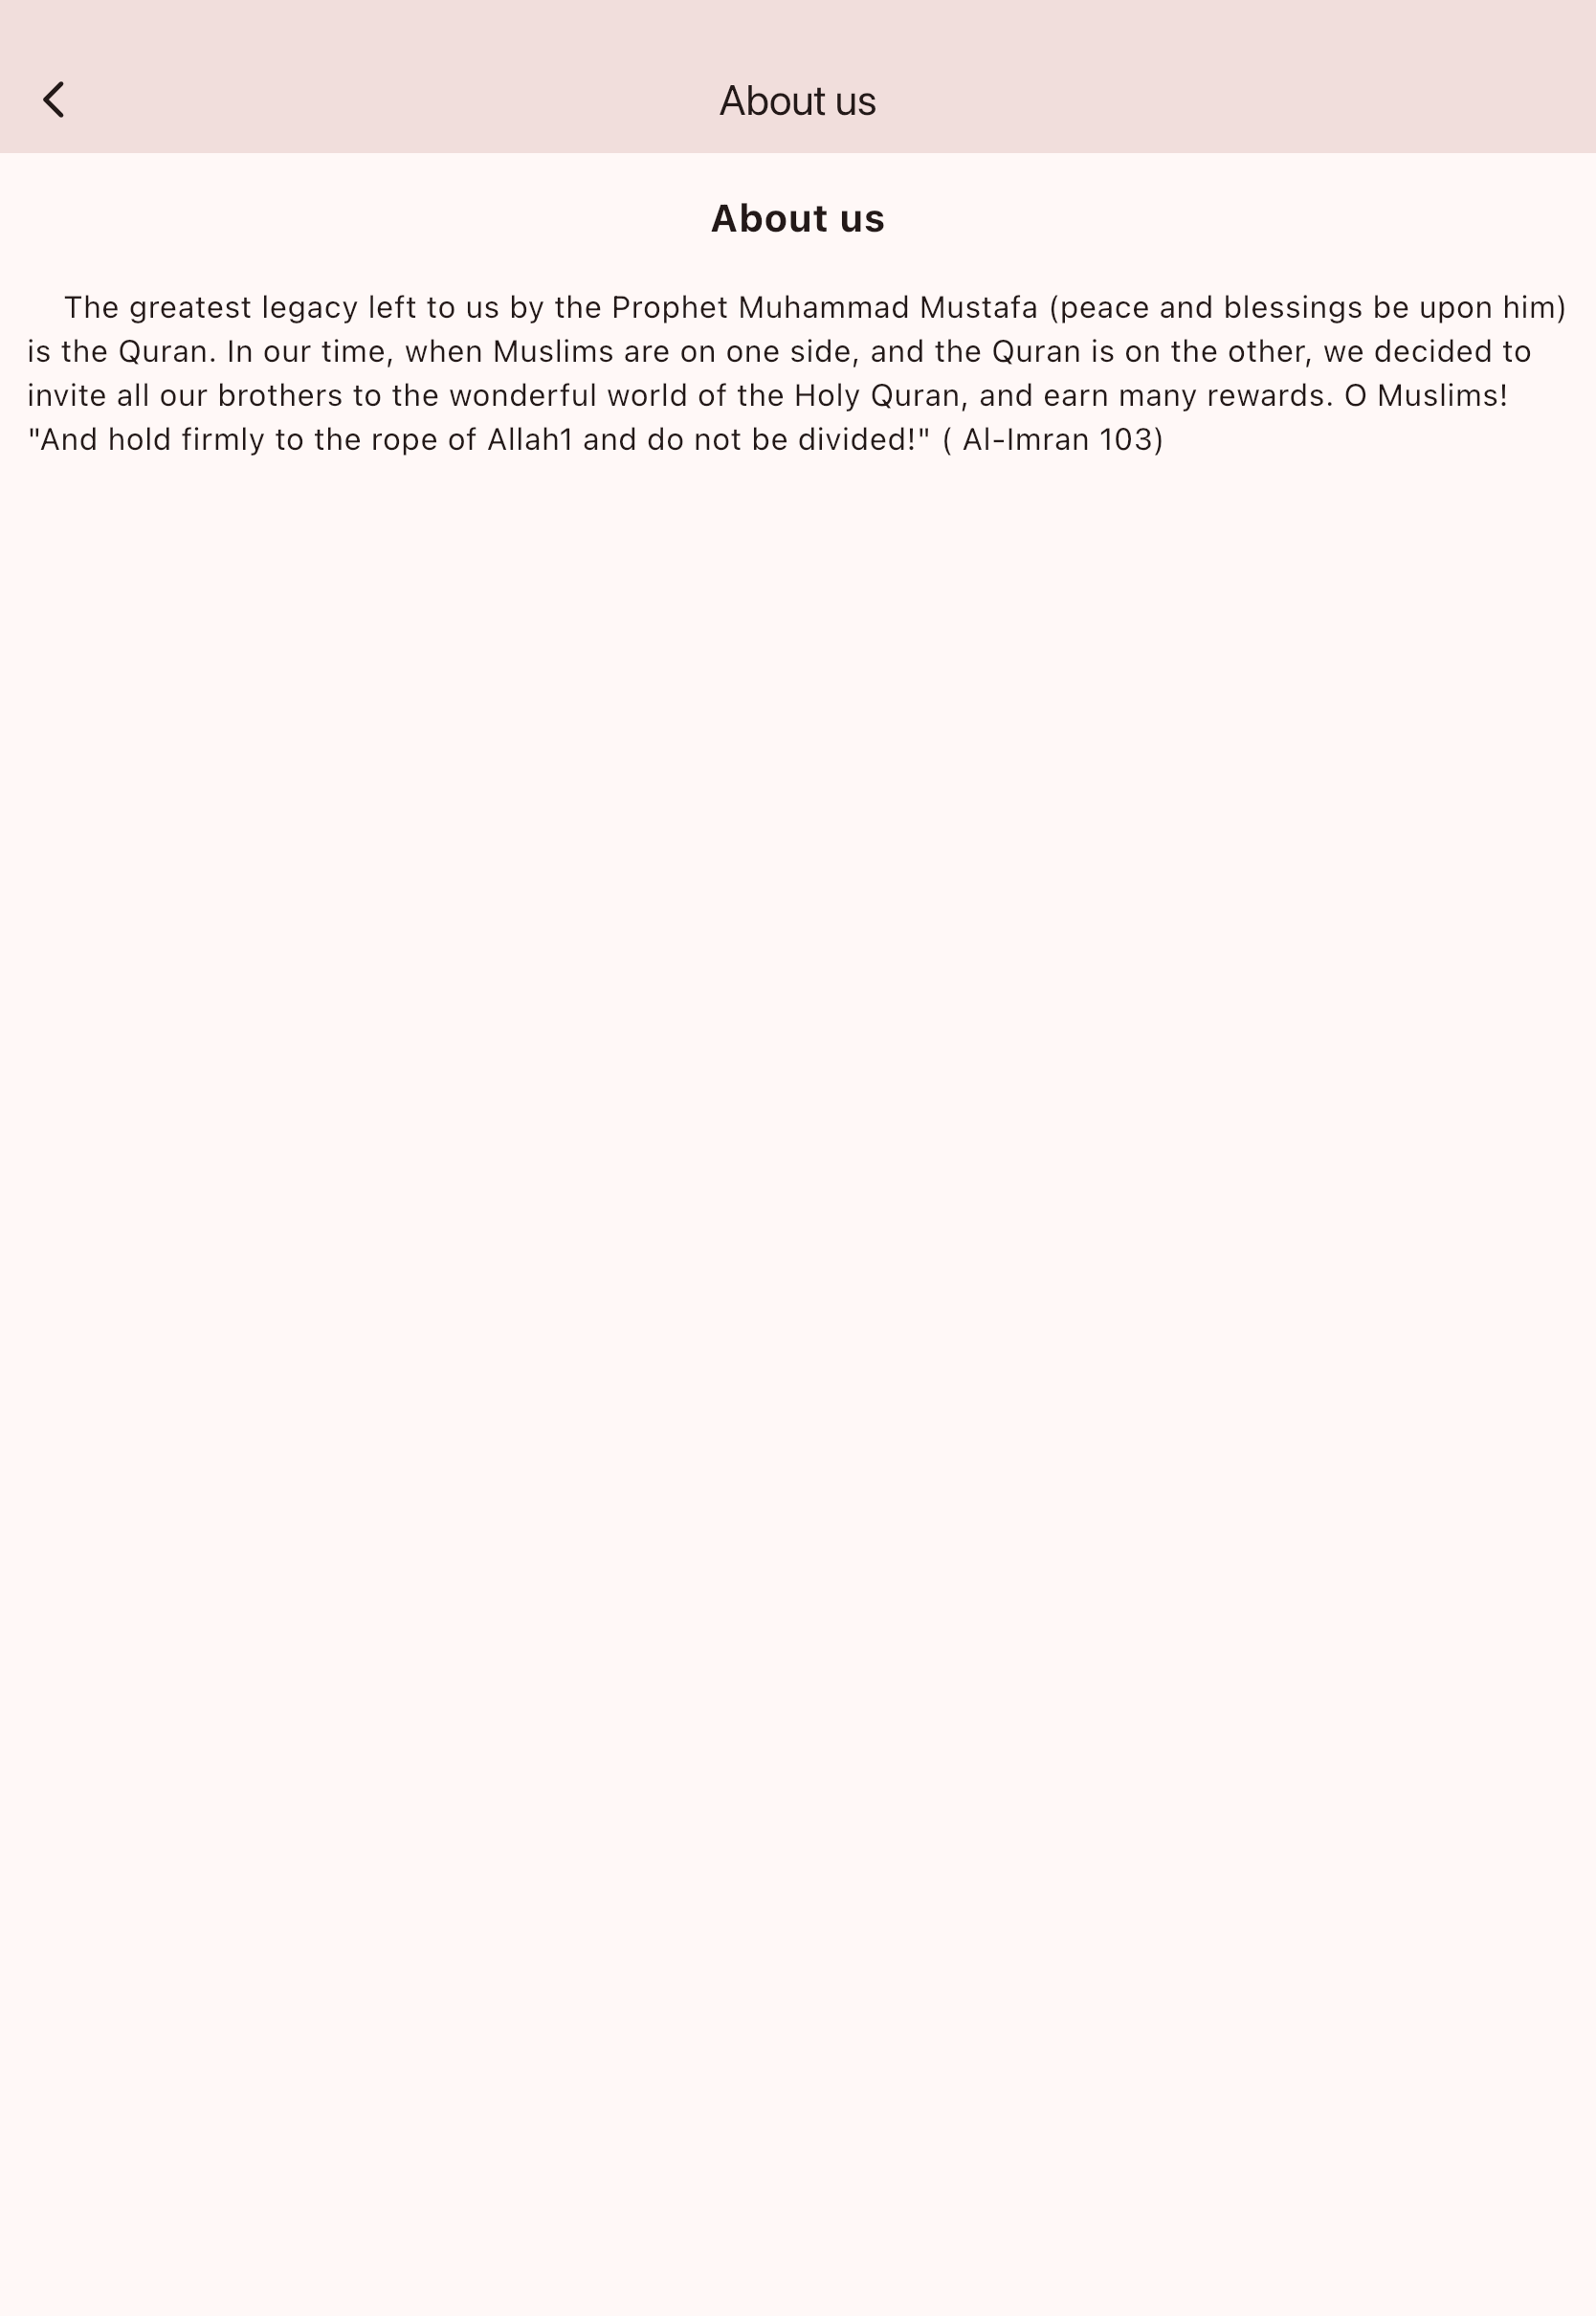 About us
About us
The greatest legacy left to us by the Prophet Muhammad Mustafa (peace and blessings be upon him)
is the Quran. In our time, when Muslims are on one side, and the Quran is on the other, we decided to
invite all our brothers to the wonderful world of the Holy Quran, and earn many rewards. O Muslims!
"And hold firmly to the rope of Allah1 and do not be divided!" ( Al-Imran 103)